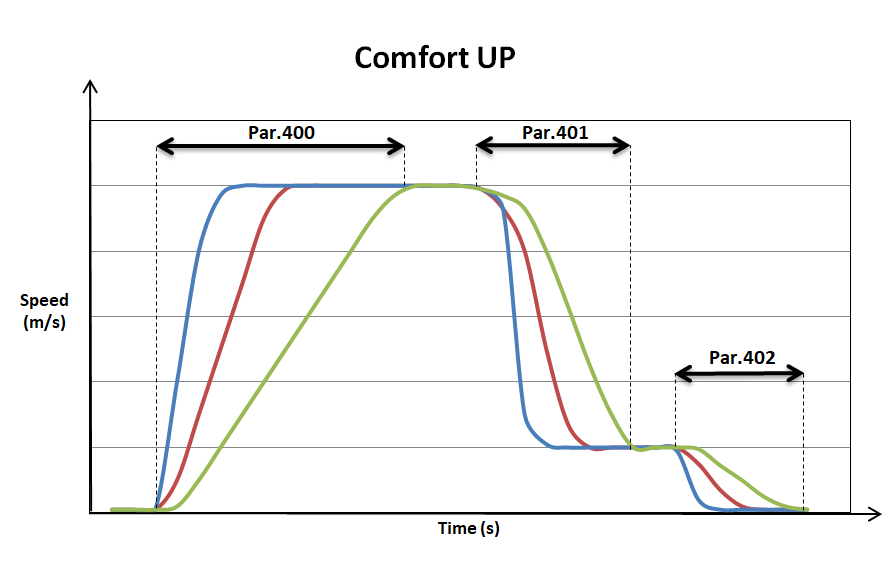 Comfort UP
Par.400
Par.401
Speed
(m/s)
Par.402
Time (s)